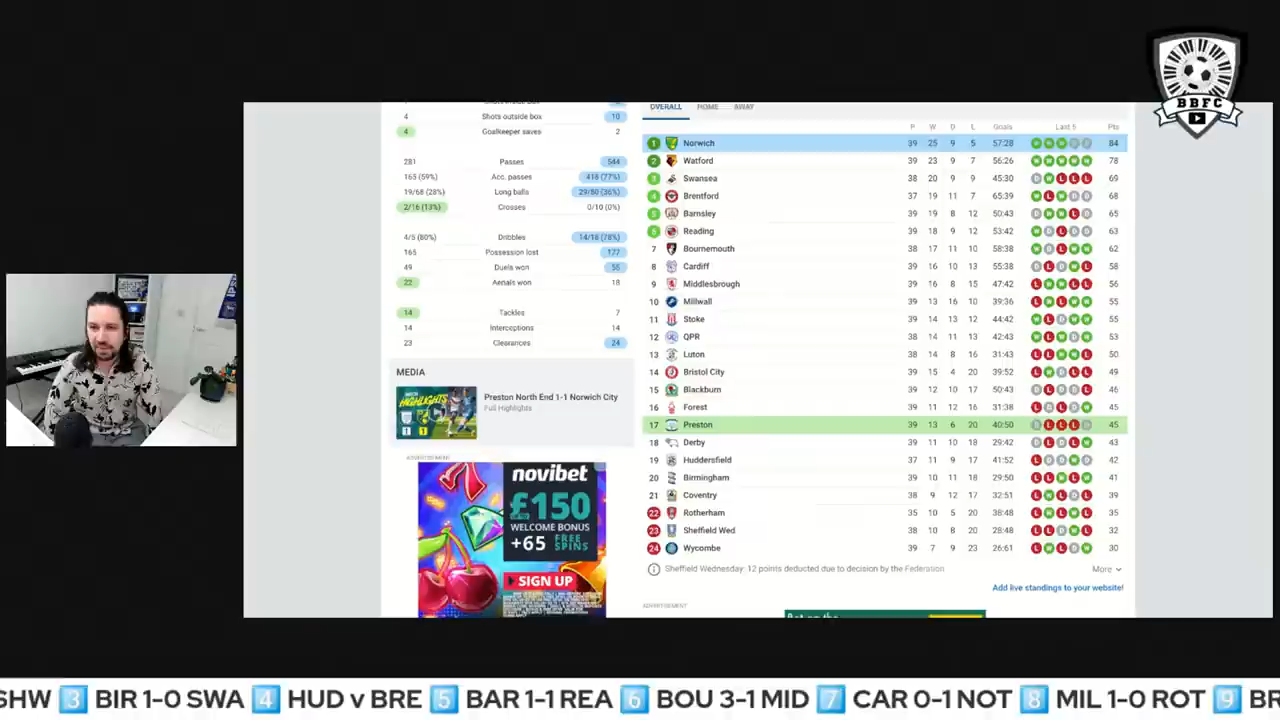 BBFC
Shots inside box
4 Shots outside box 10
4 Goalkeeper saves 2
281 Passes 544
165 (59%) Acc. passes 418 (77%)
19/68 (28%) Long balls 29/80 (36%)
2/16 (13%) Crosses 0/10 (0%)
4/5 (80%) Dribbles 14/18 (78%)
165 Possession lost 177
49 Duels won 55
22 Aerials won 18
14 Tackles 7
14 Interceptions 14
23 Clearances 24
MEDIA
HIGHLIGHTS
1 1
Preston North End 1-1 Norwich City
Full Highlights
ADVERTISEMENT
novibet
£150
WELCOME BONUS
+65 FREE SPINS
SIGN UP
OVERALL HOME AWAY
P W D L Goals Last 5 Pts
1 Norwich 39 25 9 5 57:28 84
2 Watford 39 23 9 7 56:26 W W W W W 78
3 Swansea 38 20 9 9 45:30 D W L L L 69
4 Brentford 37 19 11 7 65:39 W L W D D 68
5 Barnsley 39 19 8 12 50:43 D W W L D 65
6 Reading 39 18 9 12 53:42 W D L D D 63
7 Bournemouth 38 17 11 10 58:38 W D L W W 62
8 Cardiff 39 16 10 13 55:38 D L D W L 58
9 Middlesbrough 39 16 8 15 47:42 L W W L L 56
10 Millwall 39 13 16 10 39:36 W L L W W 55
11 Stoke 39 14 13 12 44:42 W L D W W 55
12 QPR 38 14 11 13 42:43 W L W D W 53
13 Luton 38 14 8 16 31:43 L L W W L 50
14 Bristol City 39 15 4 20 39:52 L W D L L 49
15 Blackburn 39 12 10 17 50:43 D L D D L 46
16 Forest 39 11 12 16 31:38 45
17 Preston 39 13 6 20 40:50 D L L L D 45
18 Derby 39 11 10 18 29:42 D L D L W 43
19 Huddersfield 37 11 9 17 41:52 L D D W D 42
20 Birmingham 39 10 11 18 29:50 L L W L W 41
21 Coventry 38 9 12 17 32:51 L W L D L 39
22 Rotherham 35 10 5 20 38:48 L W L W L 35
23 Sheffield Wed 38 10 8 20 28:48 L L D W L 32
24 Wycombe 39 7 9 23 26:61 L W L D W 30
Sheffield Wednesday: 12 points deducted due to decision by the Federation
More
Add live standings to your website!
ADVERTISEMENT
Bet on the
SHW 3 BIR 1-0 SWA 4 HUD v BRE 5 BAR 1-1 REA 6 BOU 3-1 MID 7 CAR 0-1 NOT 8 MIL 1-0 ROT 9 BR